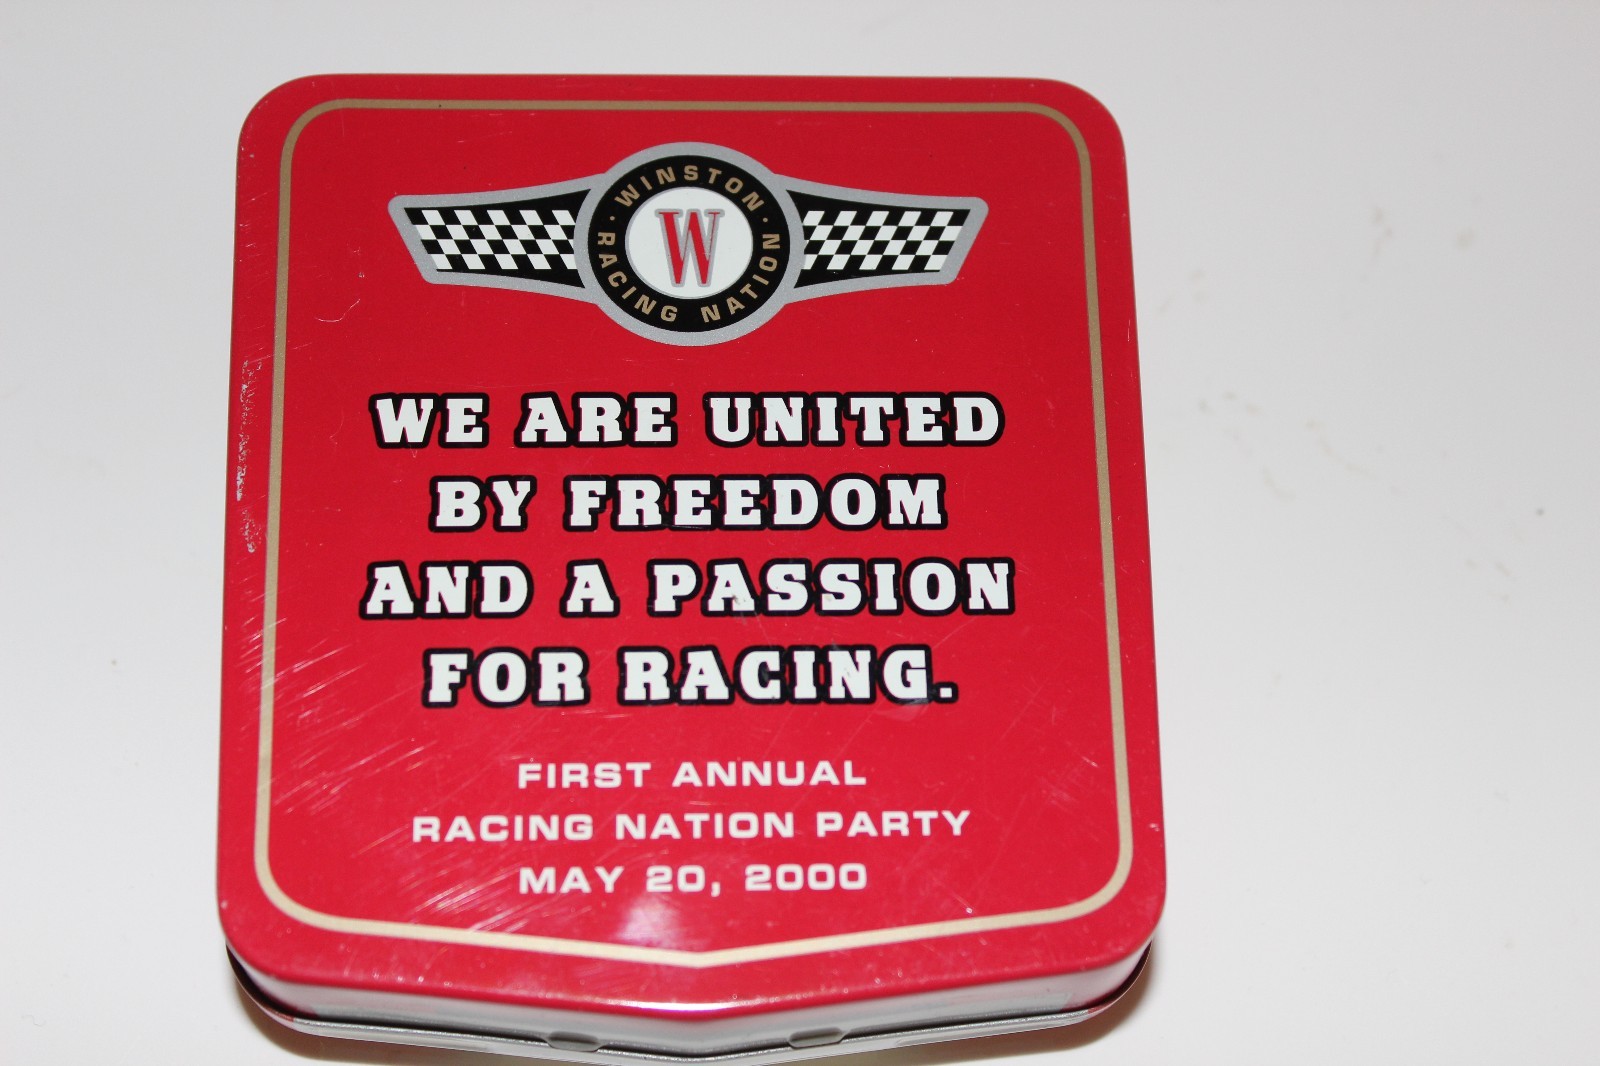 WINSTON
W
RACING NATION
WE ARE UNITED
BY FREEDOM
AND A PASSION
FOR RACING.
FIRST ANNUAL
RACING NATION PARTY
MAY 20, 2000